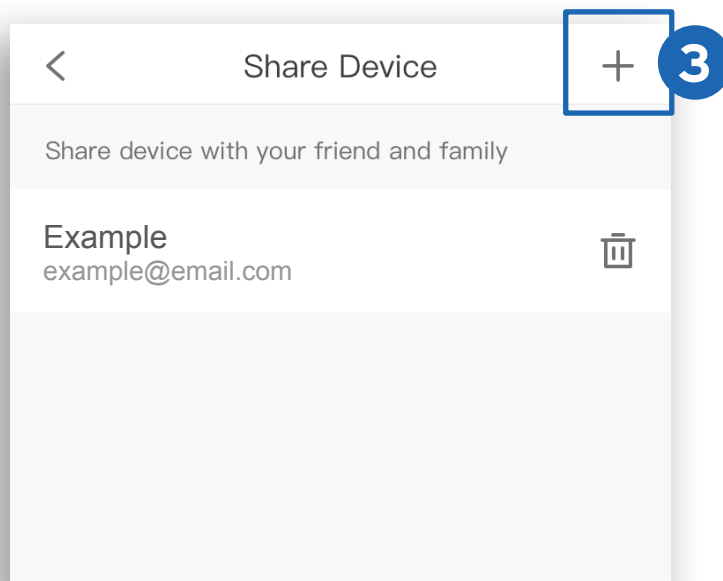 Share Device
3
Share device with your friend and family
Example
example@email.com